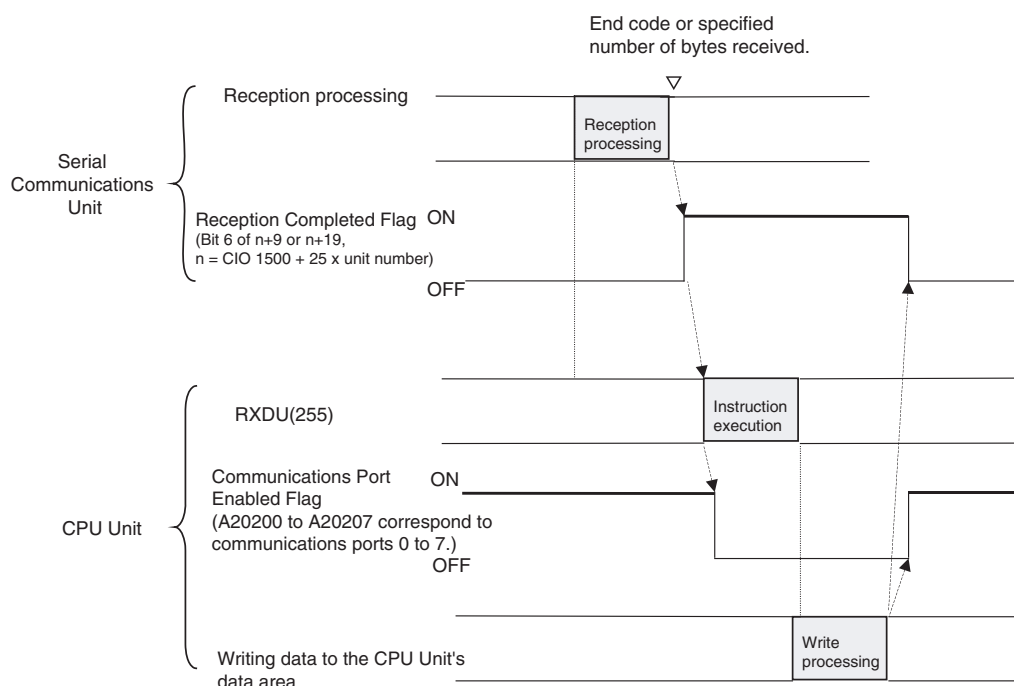 End code or specified
number of bytes received.
Reception processing
Reception
processing
Serial
Communications
Unit
Reception Completed Flag
(Bit 6 of n+9 or n+19,
n = CIO 1500 + 25 x unit number)
ON
OFF
RXDU(255)
Instruction
execution
Communications Port
Enabled Flag
(A20200 to A20207 correspond to
communications ports 0 to 7.)
ON
OFF
CPU Unit
Write
processing
Writing data to the CPU Unit's
data area